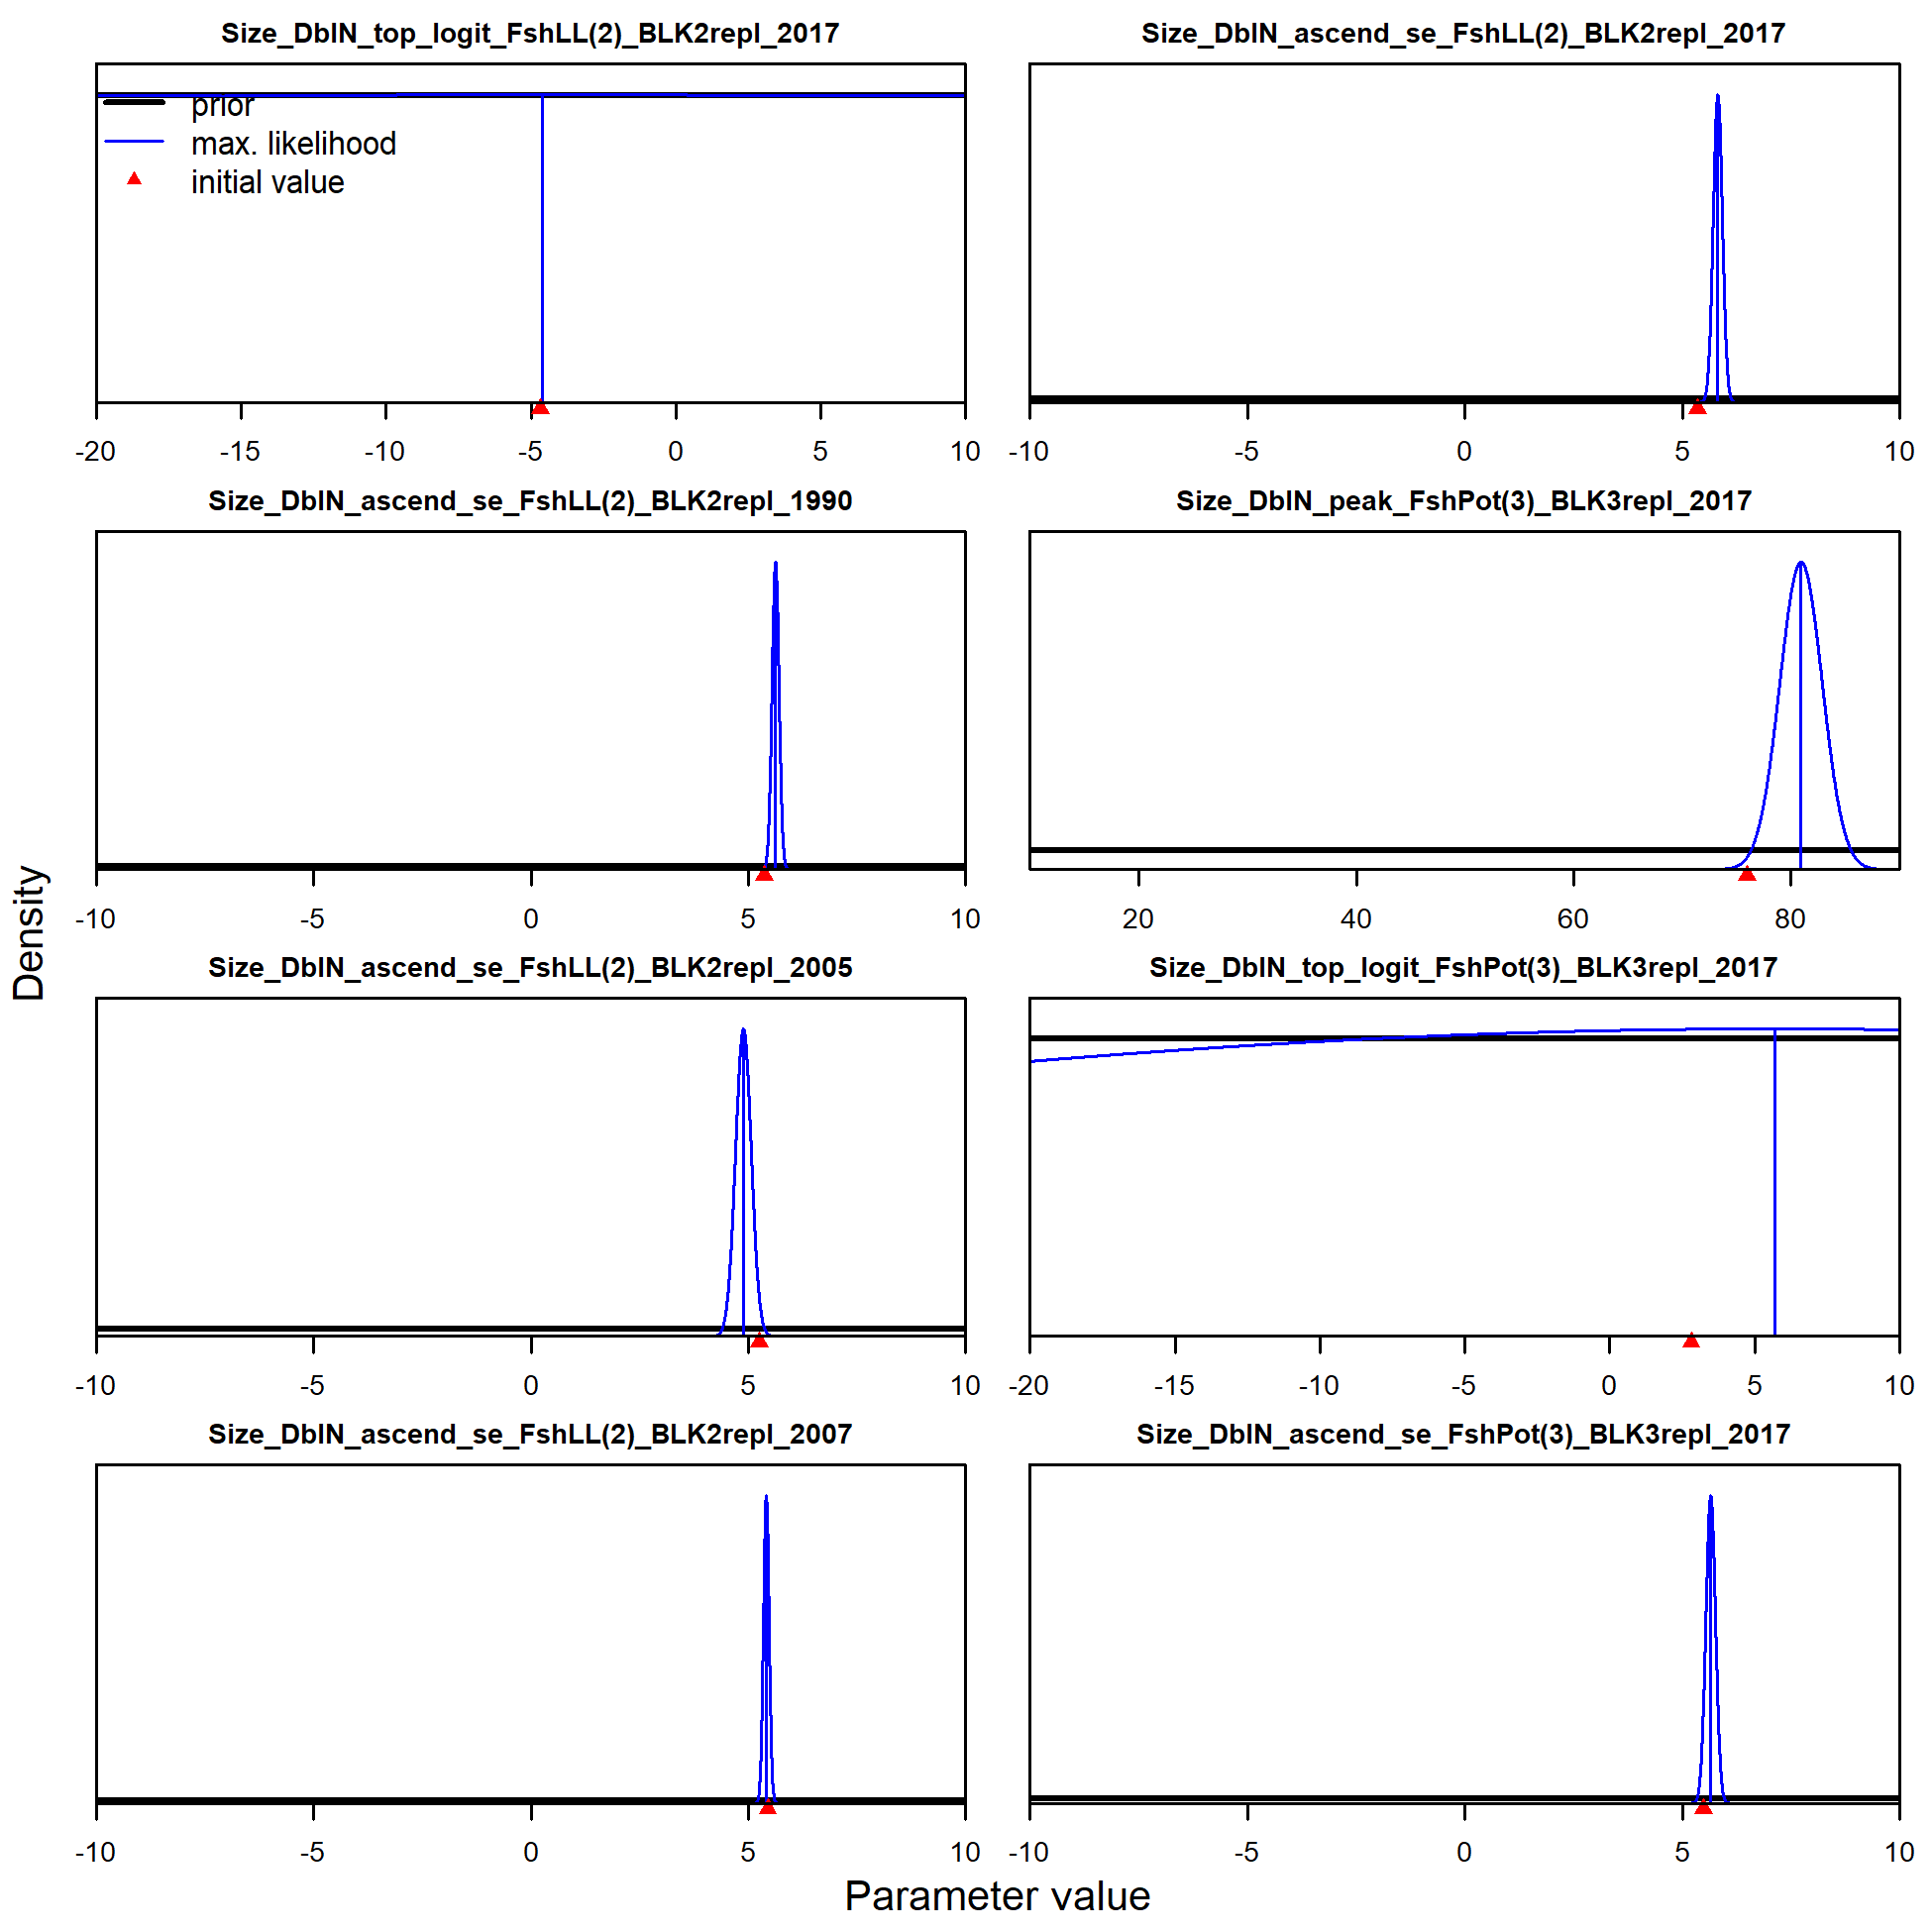 Size_DblN_top_logit_FshLL(2)_BLK2repl_2017
prior
max. likelihood
initial value
-20 -15 -10 -5 0 5 10
Size_DblN_ascend_se_FshLL(2)_BLK2repl_2017
-10 -5 0 5 10
Size_DblN_ascend_se_FshLL(2)_BLK2repl_1990
-10 -5 0 5 10
Size_DblN_peak_FshPot(3)_BLK3repl_2017
20 40 60 80
Size_DblN_ascend_se_FshLL(2)_BLK2repl_2005
-10 -5 0 5 10
Size_DblN_top_logit_FshPot(3)_BLK3repl_2017
-20 -15 -10 -5 0 5 10
Size_DblN_ascend_se_FshLL(2)_BLK2repl_2007
-10 -5 0 5 10
Size_DblN_ascend_se_FshPot(3)_BLK3repl_2017
-10 -5 0 5 10
Density
Parameter value